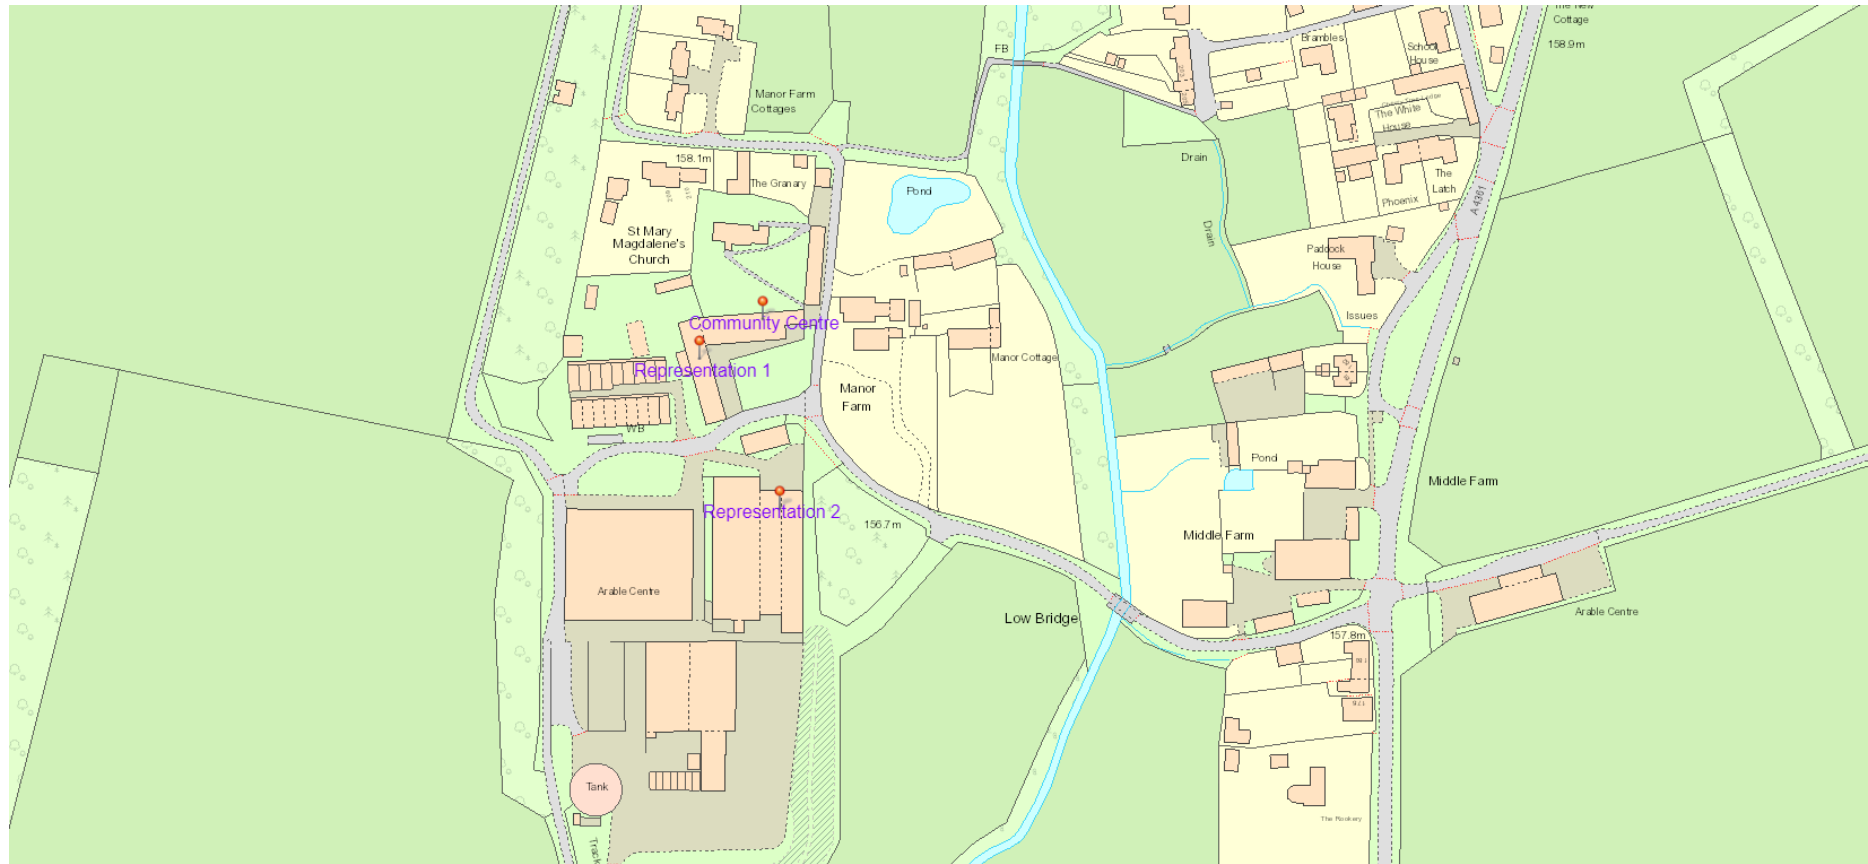 The New
Cottage
158.9m
FB
Brambles
School
House
Manor Farm
Cottages
The White
House
158.1m
The Granary
Pond
Drain
The
Latch
Phoenix
A 4361
St Mary
Magdalene's
Church
Drain
Paddock
House
Community Centre
Issues
Representation 1
Manor Cottage
Manor
Farm
WB
Pond
Middle Farm
Representation 2
156.7m
Middle Farm
Arable Centre
Low Bridge
Arable Centre
157.8m
Tank
The Rookery
Track